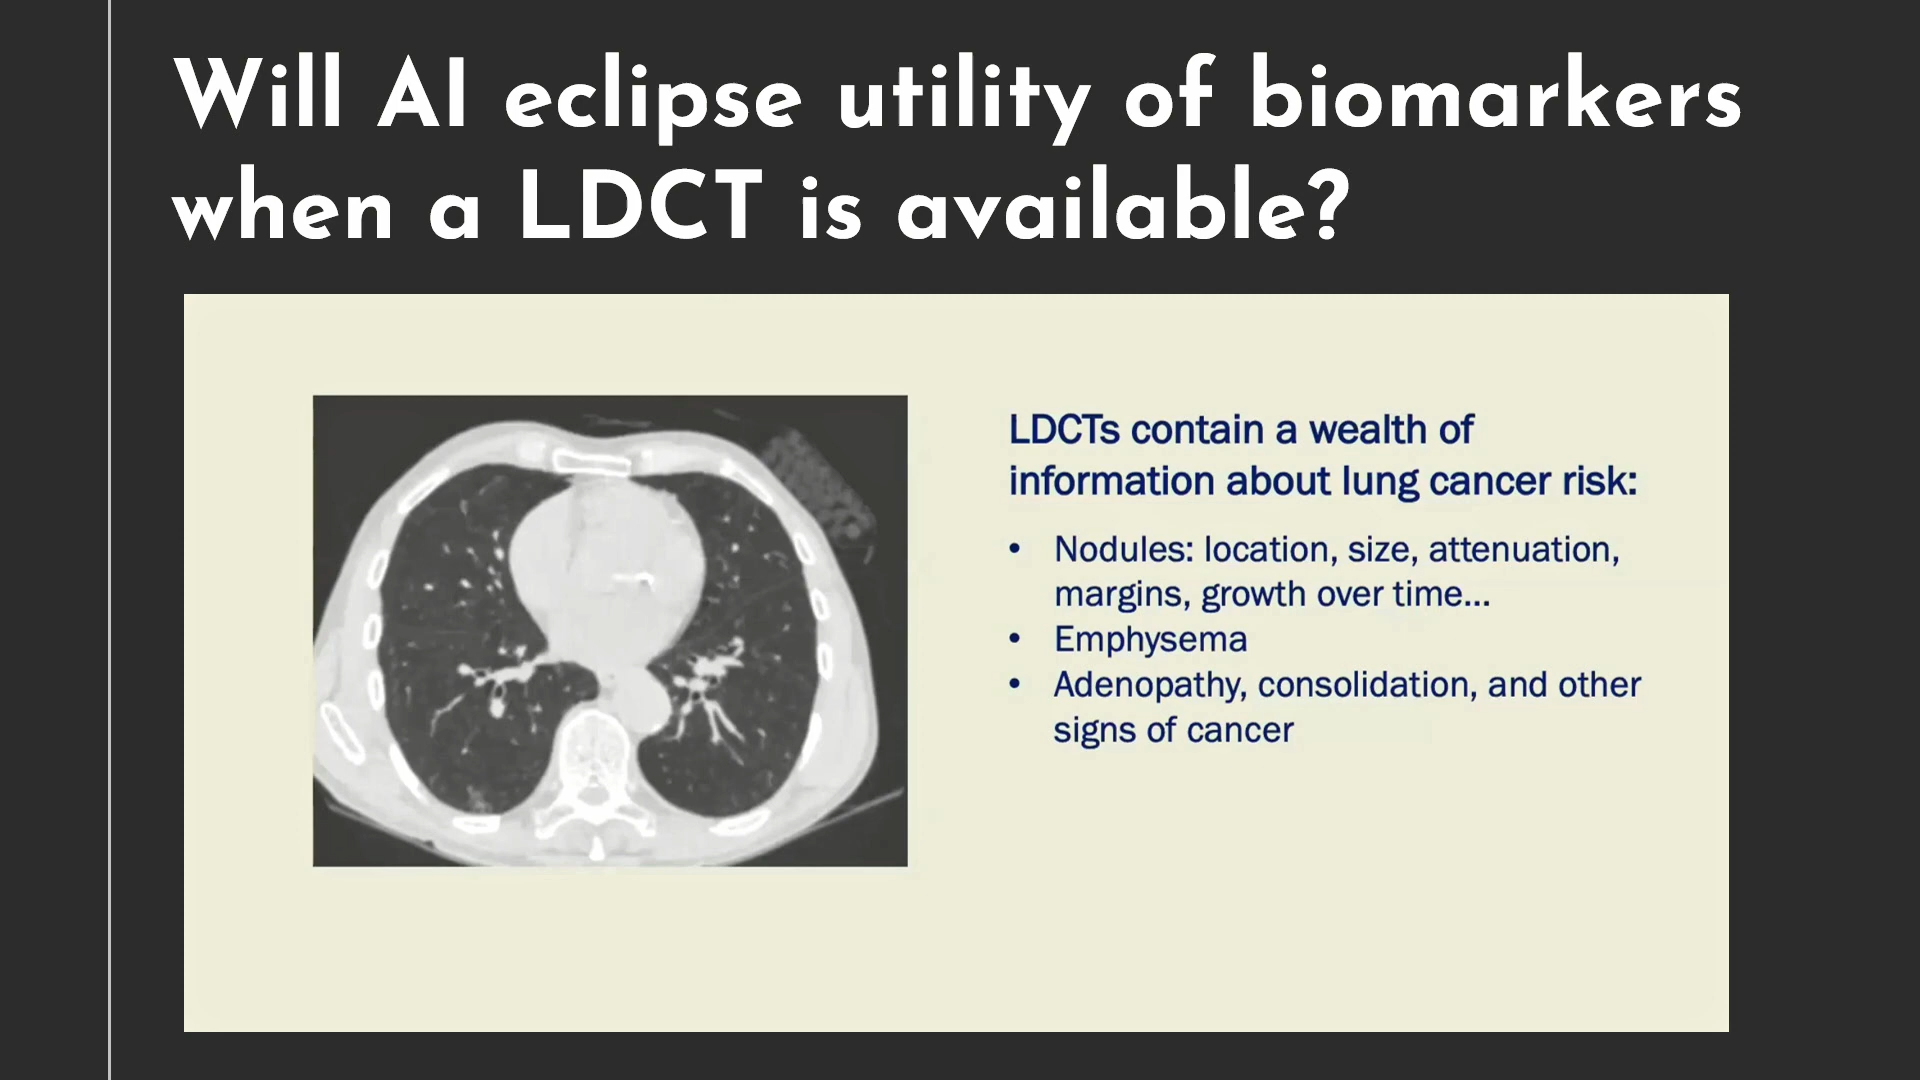 Will AI eclipse utility of biomarkers
when a LDCT is available?
LDCTs contain a wealth of
information about lung cancer risk:
• Nodules: location, size, attenuation,
margins, growth over time...
• Emphysema
• Adenopathy, consolidation, and other
signs of cancer